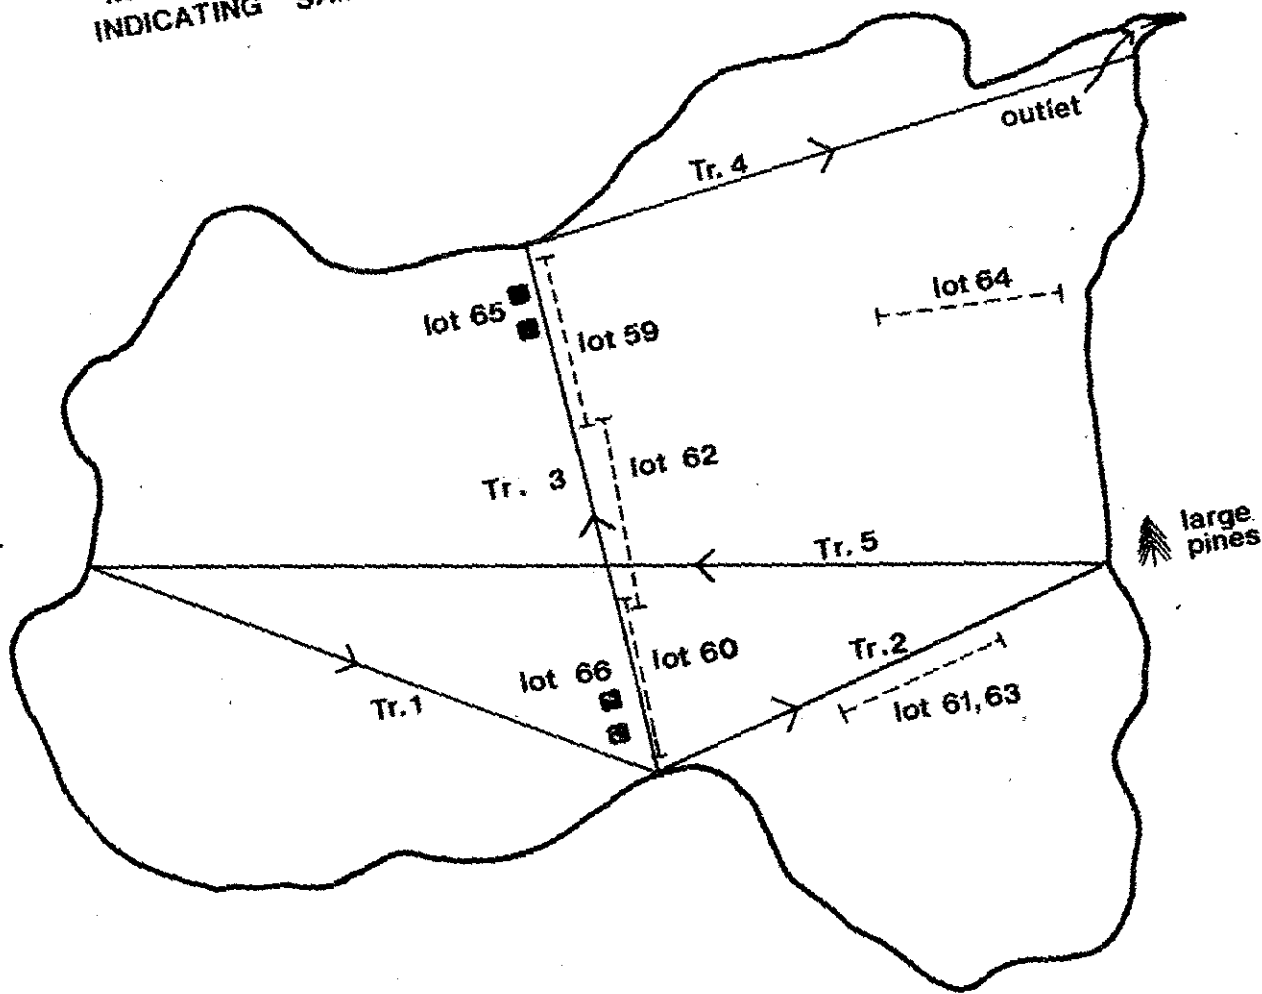 INDICATING
outlet
Tr. 4
lot 64
lot 65
lot 59
lot 62
Tr. 3
large
pines
Tr. 5
lot 60
Tr.2
lot 66
lot 61,63
Tr.1